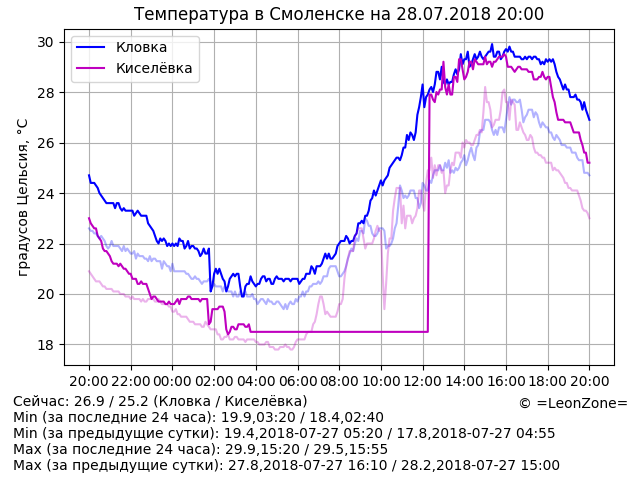 Температура в Смоленске на 28.07.2018 20:00
Кловка
Киселёвка
градусов Цельсия, °C
30
28
26
24
22
20
18
20:00 22:00 00:00 02:00 04:00 06:00 08:00 10:00 12:00 14:00 16:00 18:00 20:00
Сейчас: 26.9 / 25.2 (Кловка / Киселёвка)
© =LeonZone=
Min (за последние 24 часа): 19.9,03:20 / 18.4,02:40
Min (за предыдущие сутки): 19.4,2018-07-27 05:20 / 17.8,2018-07-27 04:55
Max (за последние 24 часа): 29.9,15:20 / 29.5,15:55
Max (за предыдущие сутки): 27.8,2018-07-27 16:10 / 28.2,2018-07-27 15:00